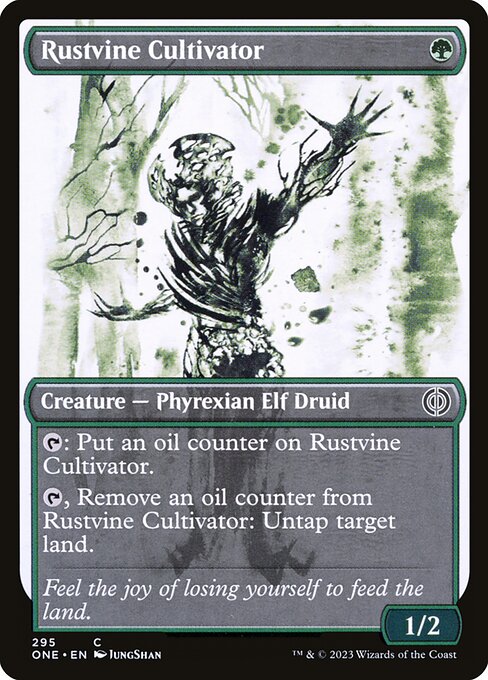 Rustvine Cultivator
Creature — Phyrexian Elf Druid
: Put an oil counter on Rustvine
Cultivator.
, Remove an oil counter from
Rustvine Cultivator: Untap target
land.
Feel the joy of losing yourself to feed the
land.
1/2
295 C
ONE • EN JungShan
™ & © 2023 Wizards of the Coast